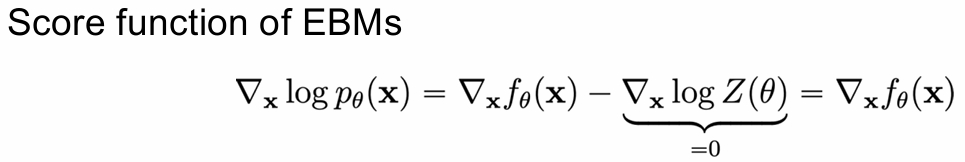 Score function of EBMs
∇ₓ log p_θ(𝐱) = ∇ₓ f_θ(𝐱) − ∇ₓ log Z(θ) = ∇ₓ f_θ(𝐱)
=0